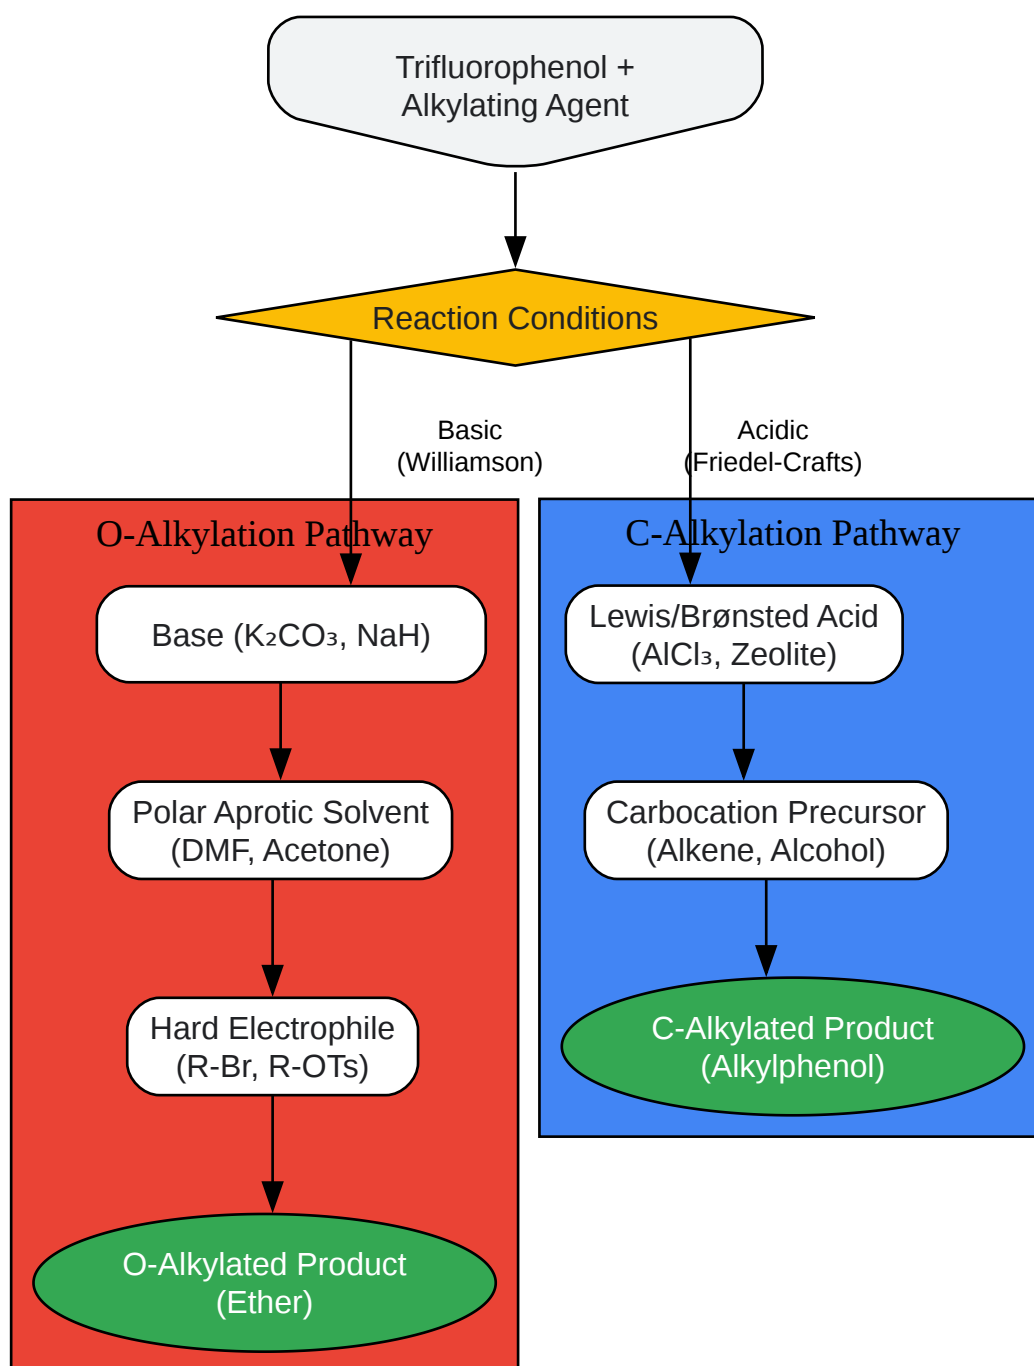 Trifluorophenol +
Alkylating Agent
Reaction Conditions
Basic
(Williamson)
Acidic
(Friedel-Crafts)
O-Alkylation Pathway
Base (K₂CO₃, NaH)
Polar Aprotic Solvent
(DMF, Acetone)
Hard Electrophile
(R-Br, R-OTs)
O-Alkylated Product
(Ether)
C-Alkylation Pathway
Lewis/Brønsted Acid
(AlCl₃, Zeolite)
Carbocation Precursor
(Alkene, Alcohol)
C-Alkylated Product
(Alkylphenol)